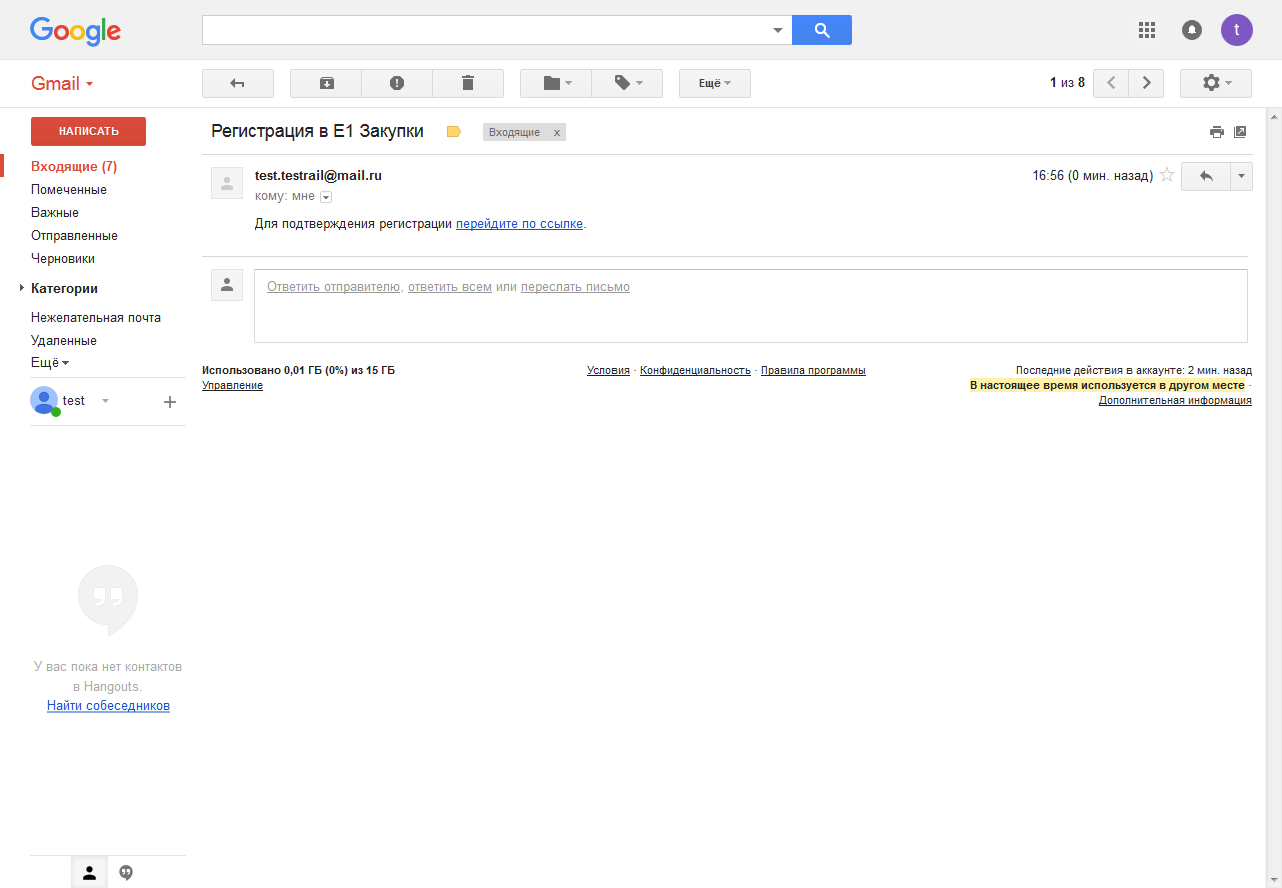 Google
t
Gmail
Ещё
1 из 8
НАПИСАТЬ
Входящие (7)
Помеченные
Важные
Отправленные
Черновики
Категории
Нежелательная почта
Удаленные
Ещё
test
У вас пока нет контактов
в Hangouts.
Найти собеседников
Регистрация в Е1 Закупки
Входящие x
test.testrail@mail.ru
16:56 (0 мин. назад)
кому: мне
Для подтверждения регистрации перейдите по ссылке.
Ответить отправителю, ответить всем или переслать письмо
Использовано 0,01 ГБ (0%) из 15 ГБ
Управление
Условия · Конфиденциальность · Правила программы
Последние действия в аккаунте: 2 мин. назад
В настоящее время используется в другом месте ·
Дополнительная информация